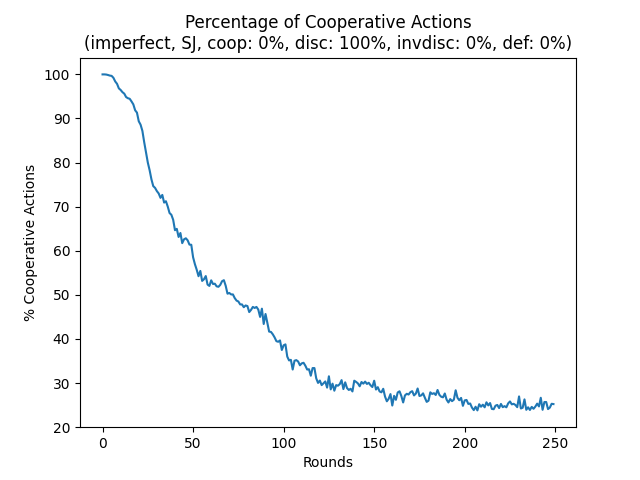 Percentage of Cooperative Actions
(imperfect, SJ, coop: 0%, disc: 100%, invdisc: 0%, def: 0%)
% Cooperative Actions
100
90
80
70
60
50
40
30
20
0 50 100 150 200 250
Rounds